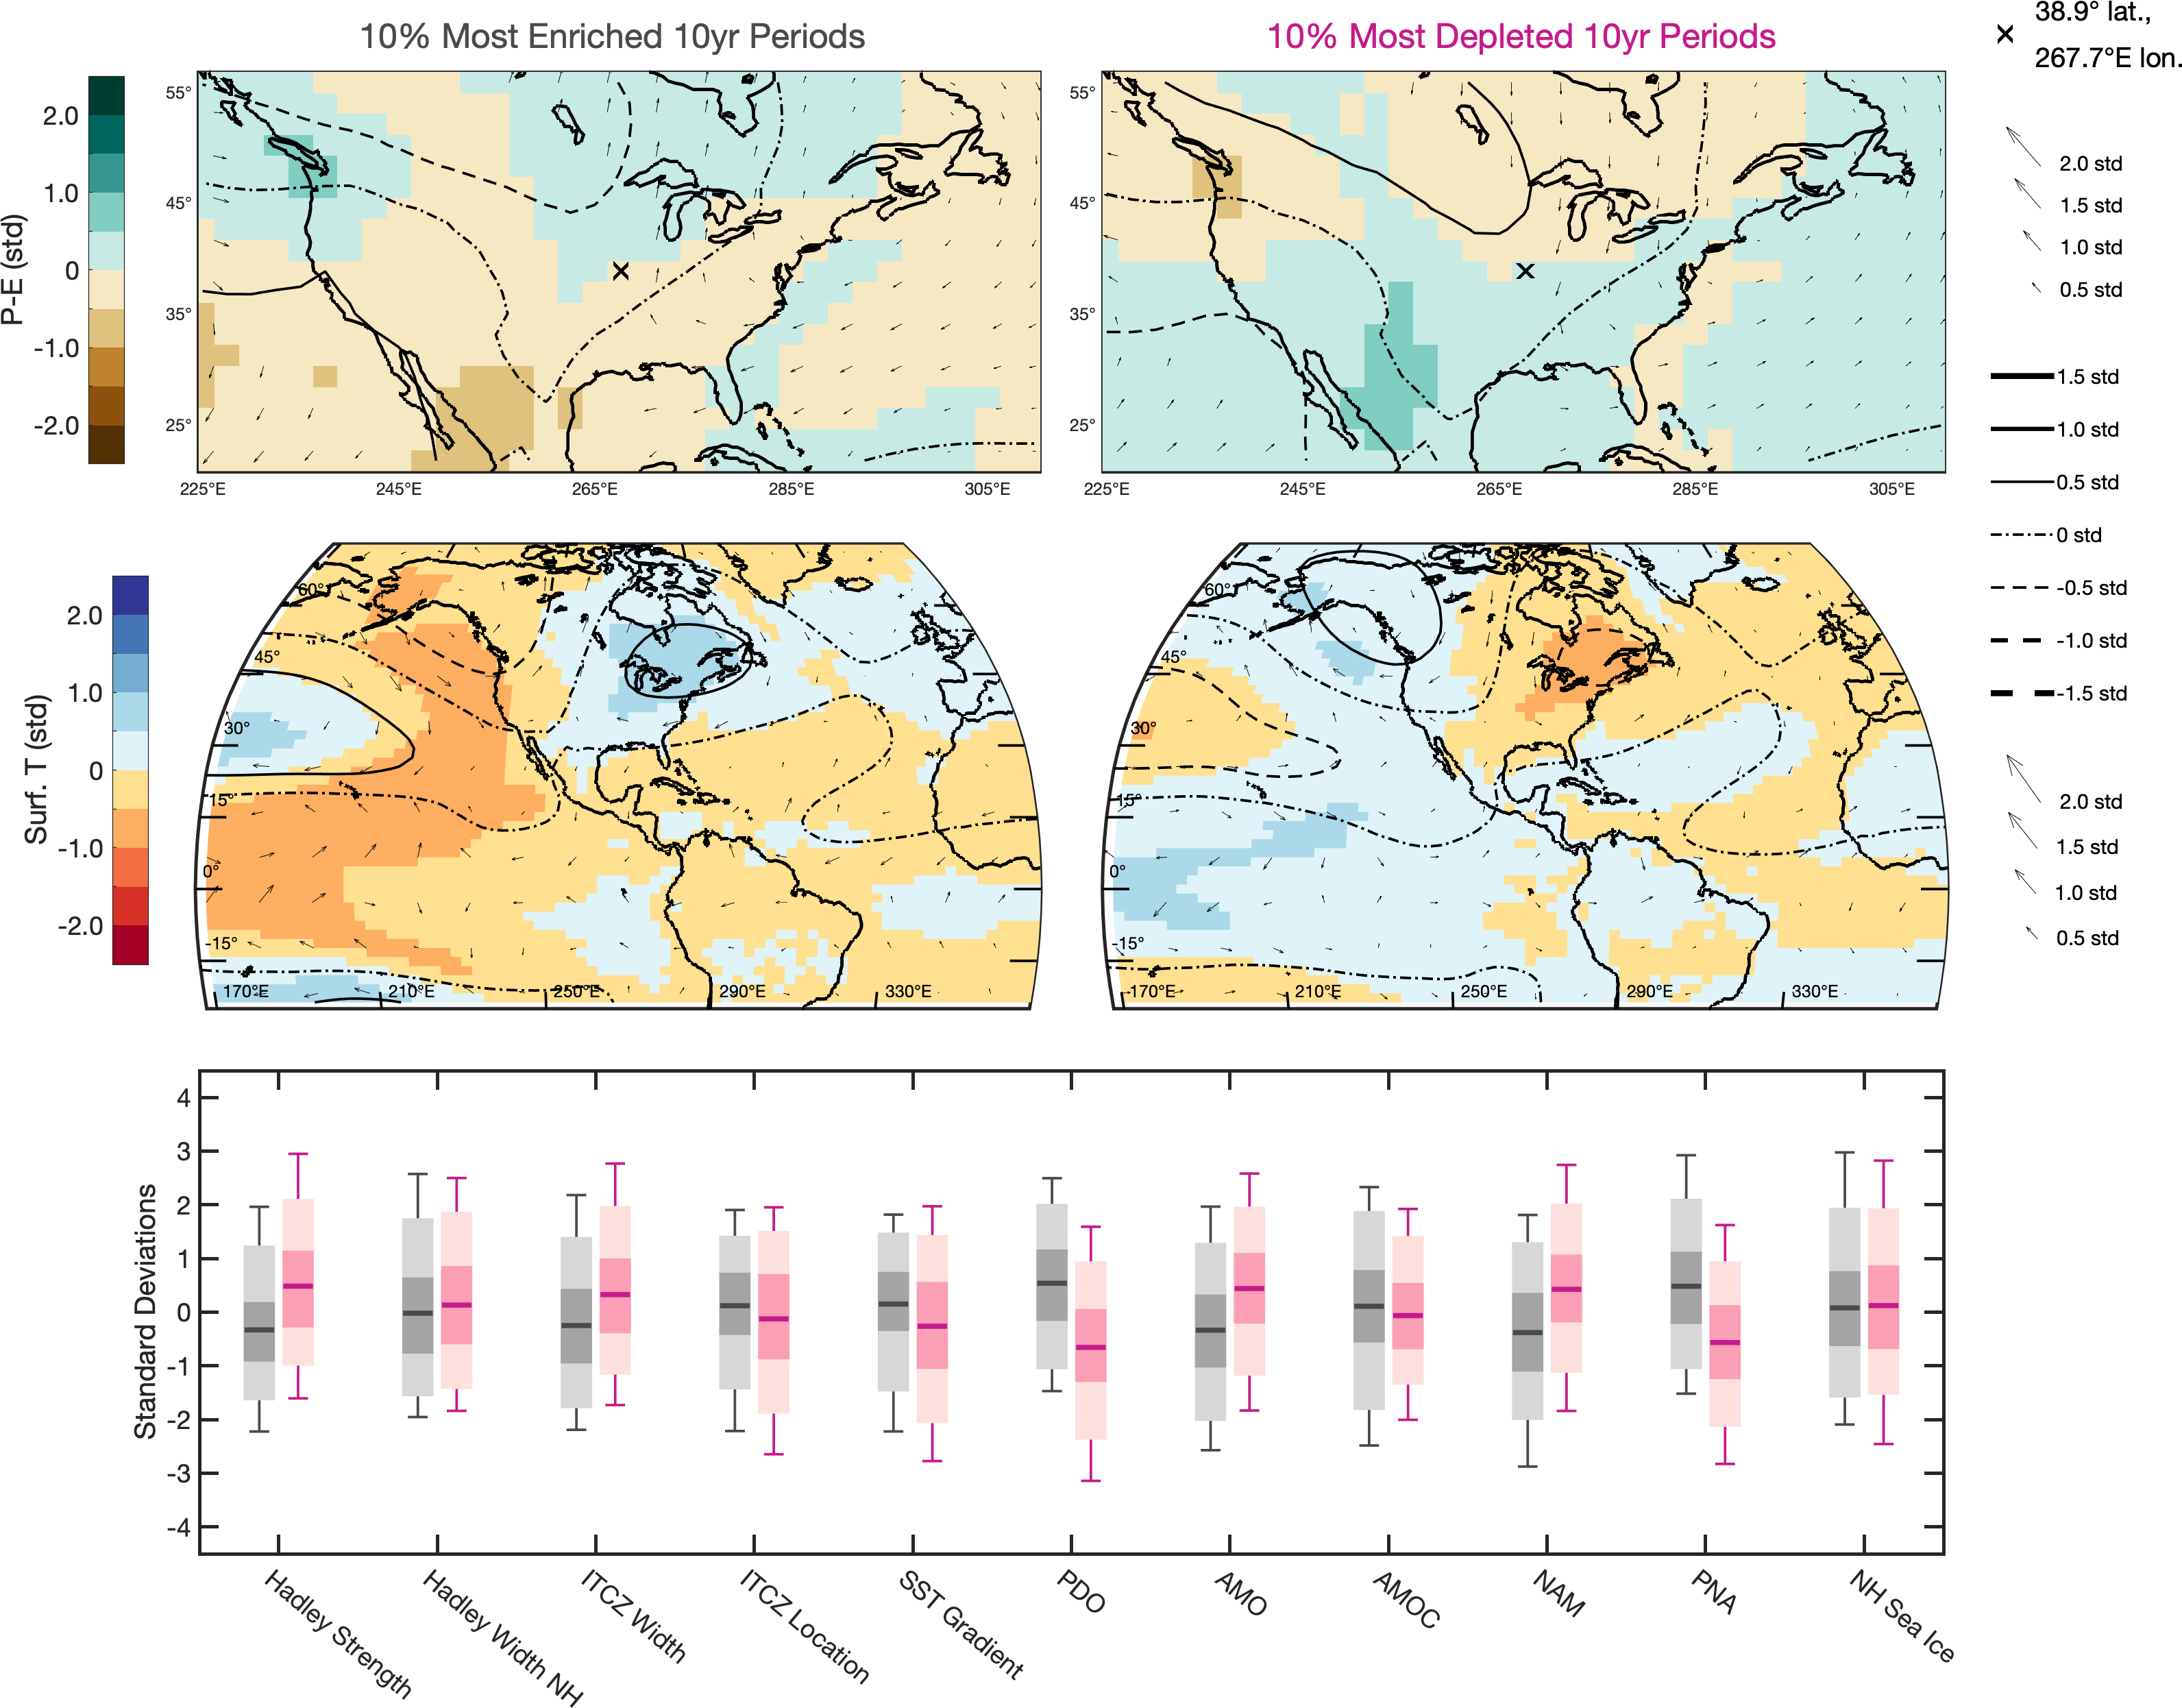 10% Most Enriched 10yr Periods
10% Most Depleted 10yr Periods
38.9° lat.,
267.7°E lon.
P-E (std)
2.0
1.0
0
-1.0
-2.0
55°
45°
35°
25°
225°E 245°E 265°E 285°E 305°E
55°
45°
35°
25°
225°E 245°E 265°E 285°E 305°E
2.0 std
1.5 std
1.0 std
0.5 std
1.5 std
1.0 std
0.5 std
0 std
-0.5 std
-1.0 std
-1.5 std
Surf. T (std)
2.0
1.0
0
-1.0
-2.0
60°
45°
30°
15°
0°
-15°
170°E 210°E 250°E 290°E 330°E
60°
45°
30°
15°
0°
-15°
170°E 210°E 250°E 290°E 330°E
2.0 std
1.5 std
1.0 std
0.5 std
Standard Deviations
4
3
2
1
0
-1
-2
-3
-4
Hadley Strength
Hadley Width NH
ITCZ Width
ITCZ Location
SST Gradient
PDO
AMO
AMOC
NAM
PNA
NH Sea Ice